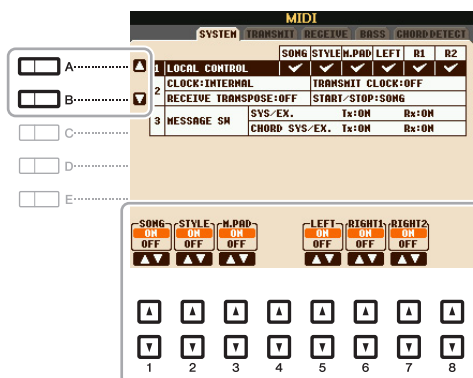 MIDI
SYSTEM TRANSMIT RECEIVE BASS CHORD DETECT
SONG STYLE M.PAD LEFT R1 R2
1 LOCAL CONTROL
2 CLOCK:INTERNAL TRANSMIT CLOCK:OFF
RECEIVE TRANSPOSE:OFF START/STOP:SONG
3 MESSAGE SW SYS/EX. Tx:ON Rx:ON
CHORD SYS/EX. Tx:ON Rx:ON
A
B
C
D
E
SONG STYLE M.PAD LEFT RIGHT1 RIGHT2
ON ON ON ON ON ON
OFF OFF OFF OFF OFF OFF
1 2 3 4 5 6 7 8